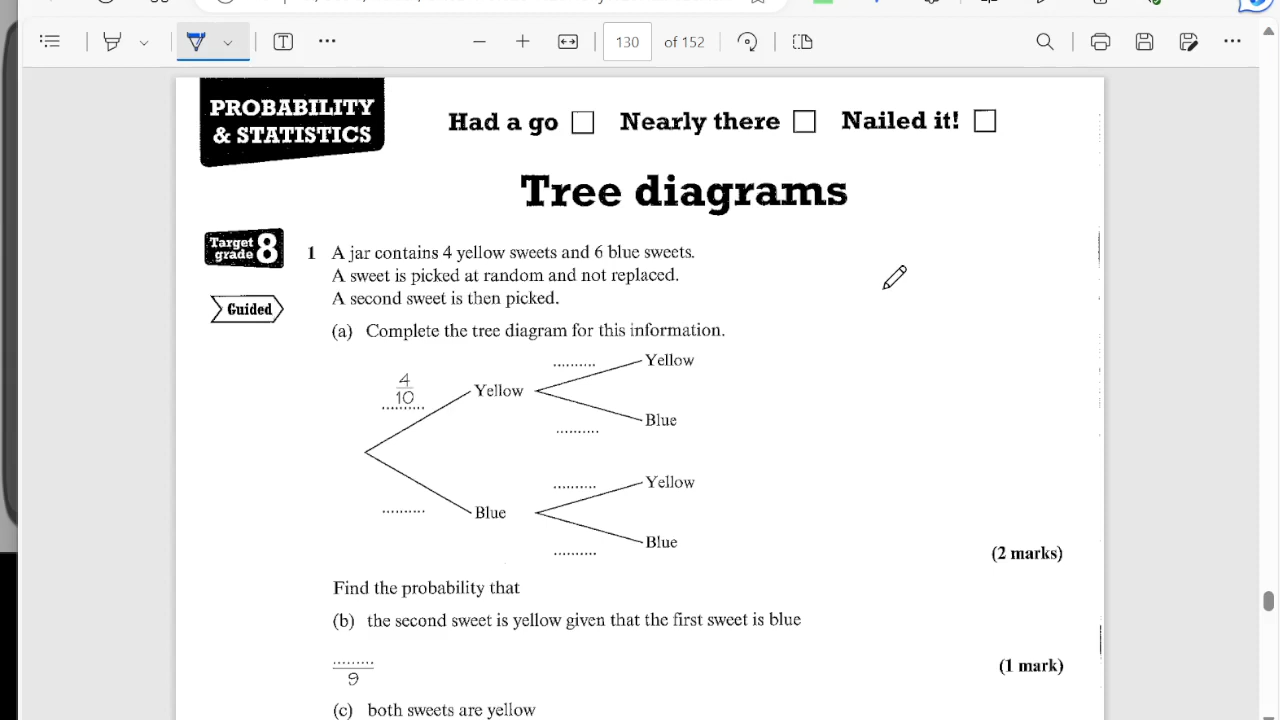 130 of 152
PROBABILITY
& STATISTICS
Had a go Nearly there Nailed it!
Tree diagrams
Target
grade 8
Guided
1 A jar contains 4 yellow sweets and 6 blue sweets.
A sweet is picked at random and not replaced.
A second sweet is then picked.
(a) Complete the tree diagram for this information.
.......... Yellow
4
10
.......... Yellow
.......... Blue
.......... Yellow
.......... Blue
.......... Blue
(2 marks)
Find the probability that
(b) the second sweet is yellow given that the first sweet is blue
.........
9
(1 mark)
(c) both sweets are yellow